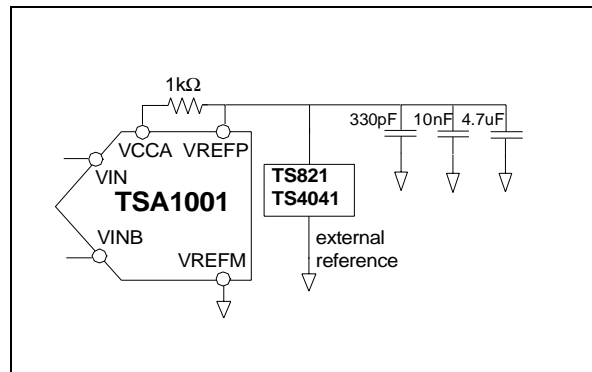 1kΩ
330pF 10nF 4.7uF
VCCA VREFP
VIN
TS821
TS4041
TSA1001
VINB
external
reference
VREFM